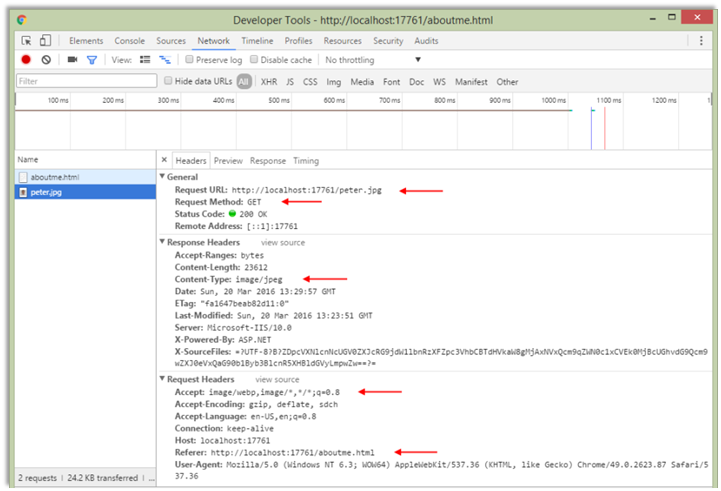 Developer Tools - http://localhost:17761/aboutme.html
Elements Console Sources Network Timeline Profiles Resources Security Audits
View: Preserve log Disable cache No throttling
Filter Hide data URLs All XHR JS CSS Img Media Font Doc WS Manifest Other
100 ms 200 ms 300 ms 400 ms 500 ms 600 ms 700 ms 800 ms 900 ms 1000 ms 1100 ms 1200 ms 1
Name
Headers Preview Response Timing
aboutme.html
peter.jpg
General
Request URL: http://localhost:17761/peter.jpg
Request Method: GET
Status Code: 200 OK
Remote Address: [::1]:17761
Response Headers view source
Accept-Ranges: bytes
Content-Length: 23612
Content-Type: image/jpeg
Date: Sun, 20 Mar 2016 13:29:57 GMT
ETag: "fa1647beab82d11:0"
Last-Modified: Sun, 20 Mar 2016 13:23:51 GMT
Server: Microsoft-IIS/10.0
X-Powered-By: ASP.NET
X-SourceFiles:
Request Headers view source
Accept: image/webp,image/*,*/*;q=0.8
Accept-Encoding: gzip, deflate, sdch
Accept-Language: en-US,en;q=0.8
Connection: keep-alive
Host: localhost:17761
Referer: http://localhost:17761/aboutme.html
User-Agent: Mozilla/5.0 (Windows NT 6.3; WOW64) AppleWebKit/537.36 (KHTML, like Gecko) Chrome/49.0.2623.87 Safari/5
37.36
2 requests | 24.2 KB transferred | ...